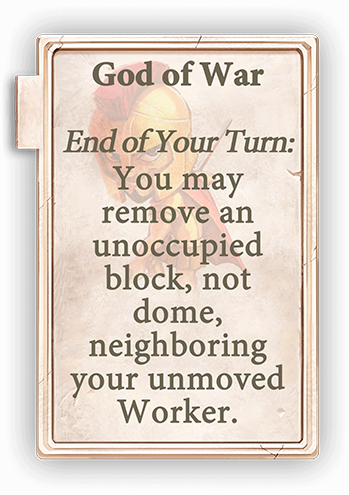 God of War
End of Your Turn:
You may
remove an
unoccupied
block, not
dome,
neighboring
your unmoved
Worker.